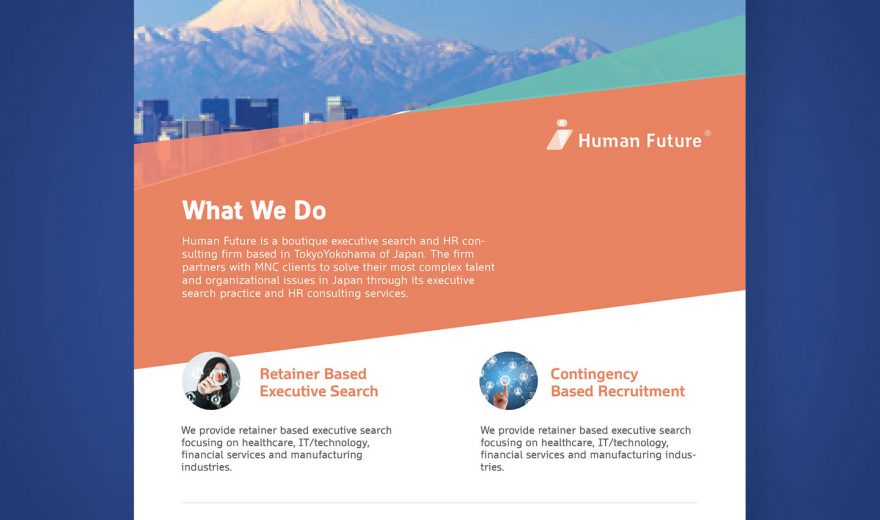 Human Future®
What We Do
Human Future is a boutique executive search and HR con-
sulting firm based in TokyoYokohama of Japan. The firm
partners with MNC clients to solve their most complex talent
and organizational issues in Japan through its executive
search practice and HR consulting services.
Retainer Based
Executive Search
We provide retainer based executive search
focusing on healthcare, IT/technology,
financial services and manufacturing
industries.
Contingency
Based Recruitment
We provide retainer based executive search
focusing on healthcare, IT/technology,
financial services and manufacturing indus-
tries.